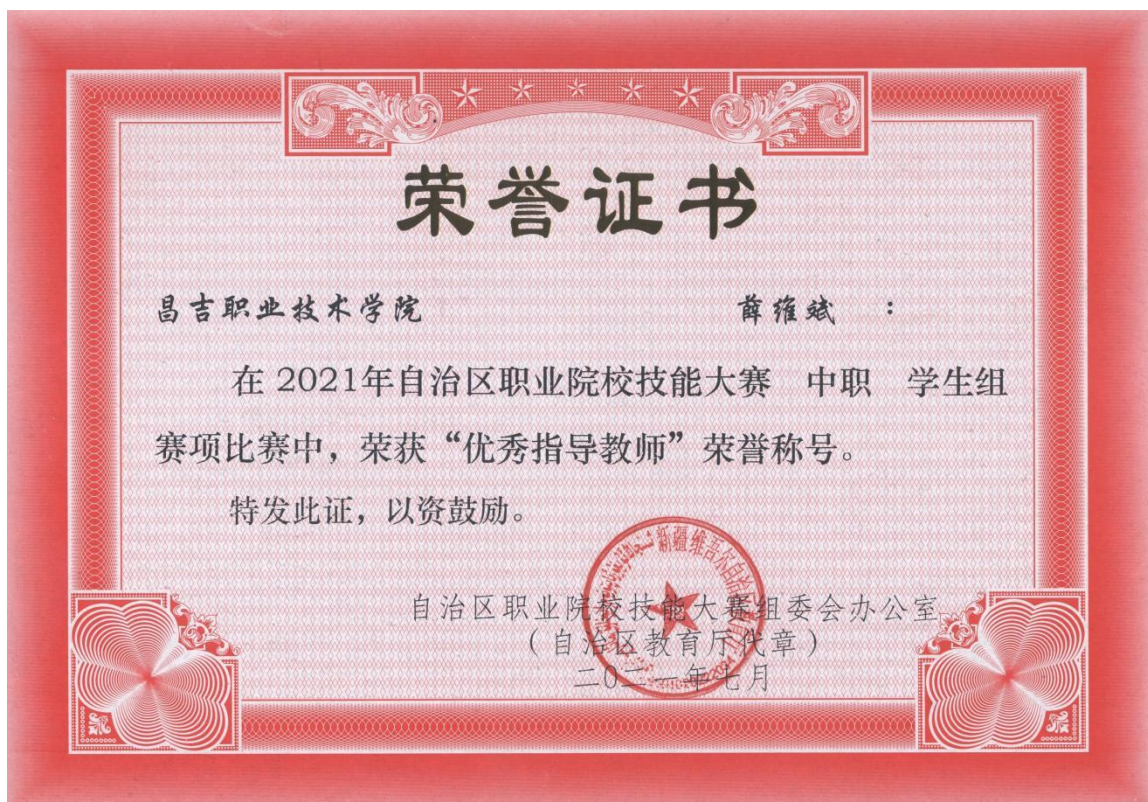 荣誉证书
昌吉职业技术学院 薛维斌 :
在 2021年自治区职业院校技能大赛 中职 学生组
赛项比赛中，荣获“优秀指导教师”荣誉称号。
特发此证，以资鼓励。
新疆维吾尔自治区
自治区职业院校技能大赛组委会办公室
（自治区教育厅代章）
二〇二一年七月